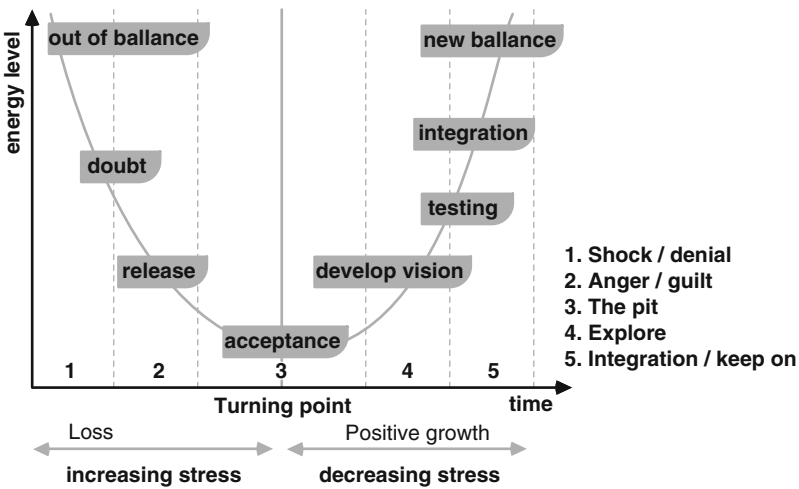 energy level
out of ballance
new ballance
integration
doubt
testing
release
develop vision
acceptance
1 2 3 4 5
Turning point
time
Loss
Positive growth
increasing stress
decreasing stress
1. Shock / denial
2. Anger / guilt
3. The pit
4. Explore
5. Integration / keep on